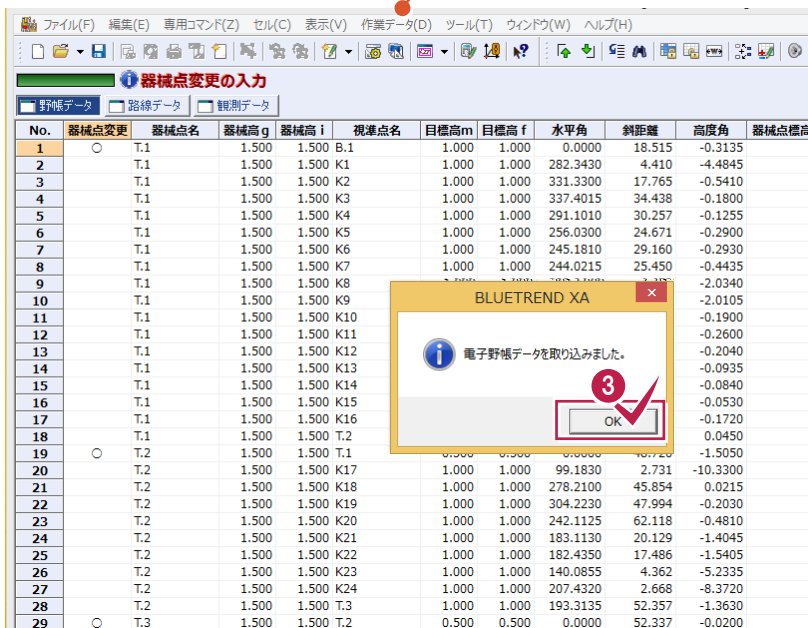 ファイル(F) 編集(E) 専用コマンド(Z) セル(C) 表示(V) 作業データ(D) ツール(T) ウィンドウ(W) ヘルプ(H)
器械点変更の入力
野帳データ 路線データ 観測データ
No. 器械点変更 器械点名 器械高g 器械高i 視準点名 目標高m 目標高f 水平角 斜距離 高度角 器械点標高
1 ○ T.1 1.500 1.500 B.1 1.000 1.000 0.0000 18.515 -0.3135
2 T.1 1.500 1.500 K1 1.000 1.000 282.3430 4.410 -4.4845
3 T.1 1.500 1.500 K2 1.000 1.000 331.3300 17.765 -0.5410
4 T.1 1.500 1.500 K3 1.000 1.000 337.4015 34.438 -0.1800
5 T.1 1.500 1.500 K4 1.000 1.000 291.1010 30.257 -0.1255
6 T.1 1.500 1.500 K5 1.000 1.000 256.0300 24.671 -0.2900
7 T.1 1.500 1.500 K6 1.000 1.000 245.1810 29.160 -0.2930
8 T.1 1.500 1.500 K7 1.000 1.000 244.0215 25.450 -0.4435
9 T.1 1.500 1.500 K8 -2.0340
10 T.1 1.500 1.500 K9 -2.0105
11 T.1 1.500 1.500 K10 -0.1900
12 T.1 1.500 1.500 K11 -0.2600
13 T.1 1.500 1.500 K12 -0.2040
14 T.1 1.500 1.500 K13 -0.0935
15 T.1 1.500 1.500 K14 -0.0840
16 T.1 1.500 1.500 K15 -0.0530
17 T.1 1.500 1.500 K16 -0.1720
18 T.1 1.500 1.500 T.2 0.0450
19 ○ T.2 1.500 1.500 T.1 -1.5050
20 T.2 1.500 1.500 K17 1.000 1.000 99.1830 2.731 -10.3300
21 T.2 1.500 1.500 K18 1.000 1.000 278.2100 45.854 0.0215
22 T.2 1.500 1.500 K19 1.000 1.000 304.2230 47.994 -0.2030
23 T.2 1.500 1.500 K20 1.000 1.000 242.1125 62.118 -0.4810
24 T.2 1.500 1.500 K21 1.000 1.000 183.1130 20.129 -1.4045
25 T.2 1.500 1.500 K22 1.000 1.000 182.4350 17.486 -1.5405
26 T.2 1.500 1.500 K23 1.000 1.000 140.0855 4.362 -5.2335
27 T.2 1.500 1.500 K24 1.000 1.000 207.4320 2.668 -8.3720
28 T.2 1.500 1.500 T.3 1.000 1.000 193.3135 52.357 -1.3630
29 ○ T.3 1.500 1.500 T.2 0.500 0.500 0.0000 52.337 -0.0200
BLUETREND XA
電子野帳データを取り込みました。
3
OK